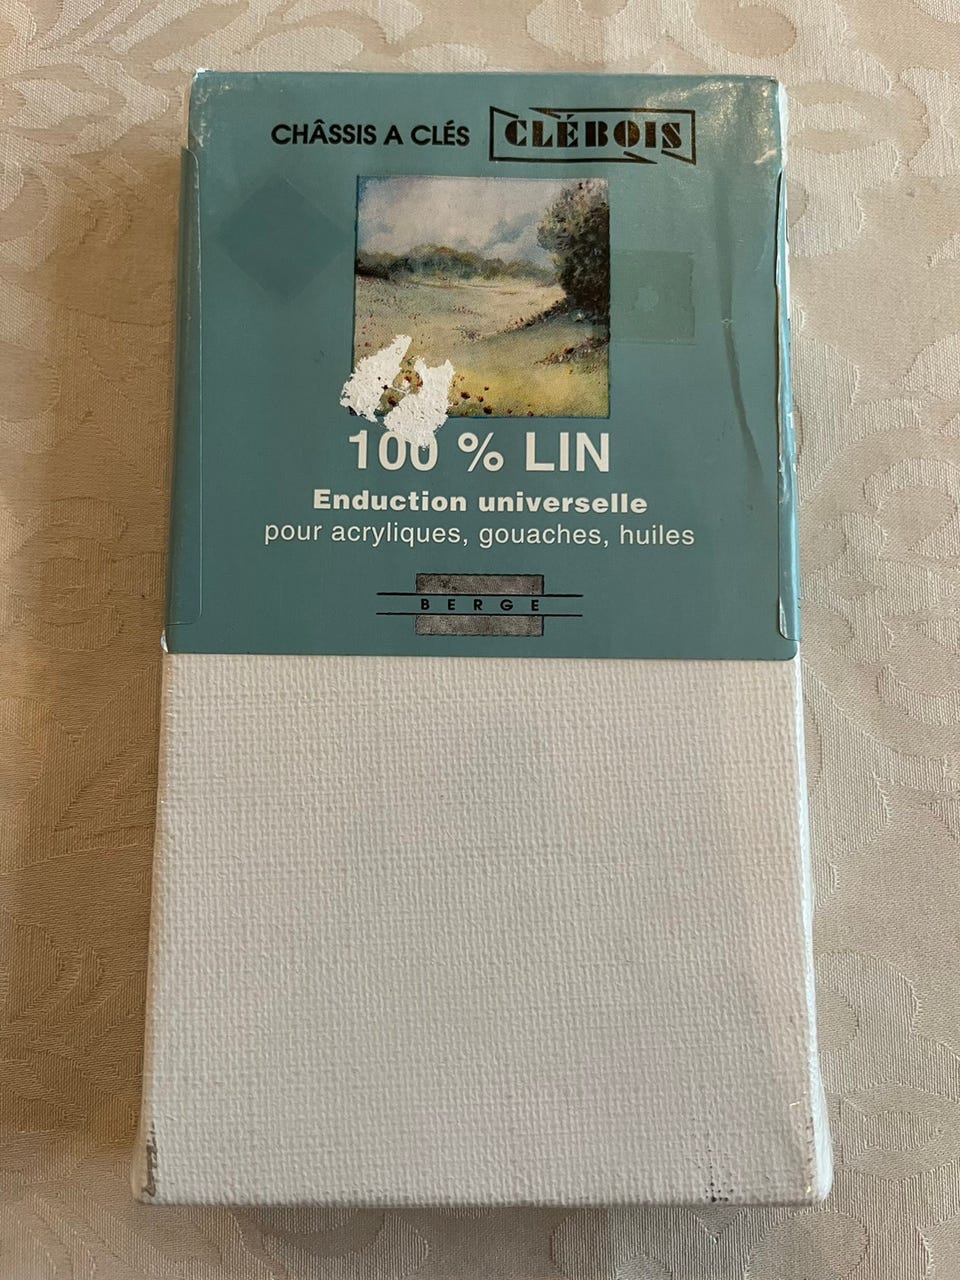 CHÂSSIS A CLÉS CLÉBOIS
100 % LIN
Enduction universelle
pour acryliques, gouaches, huiles
BERGE